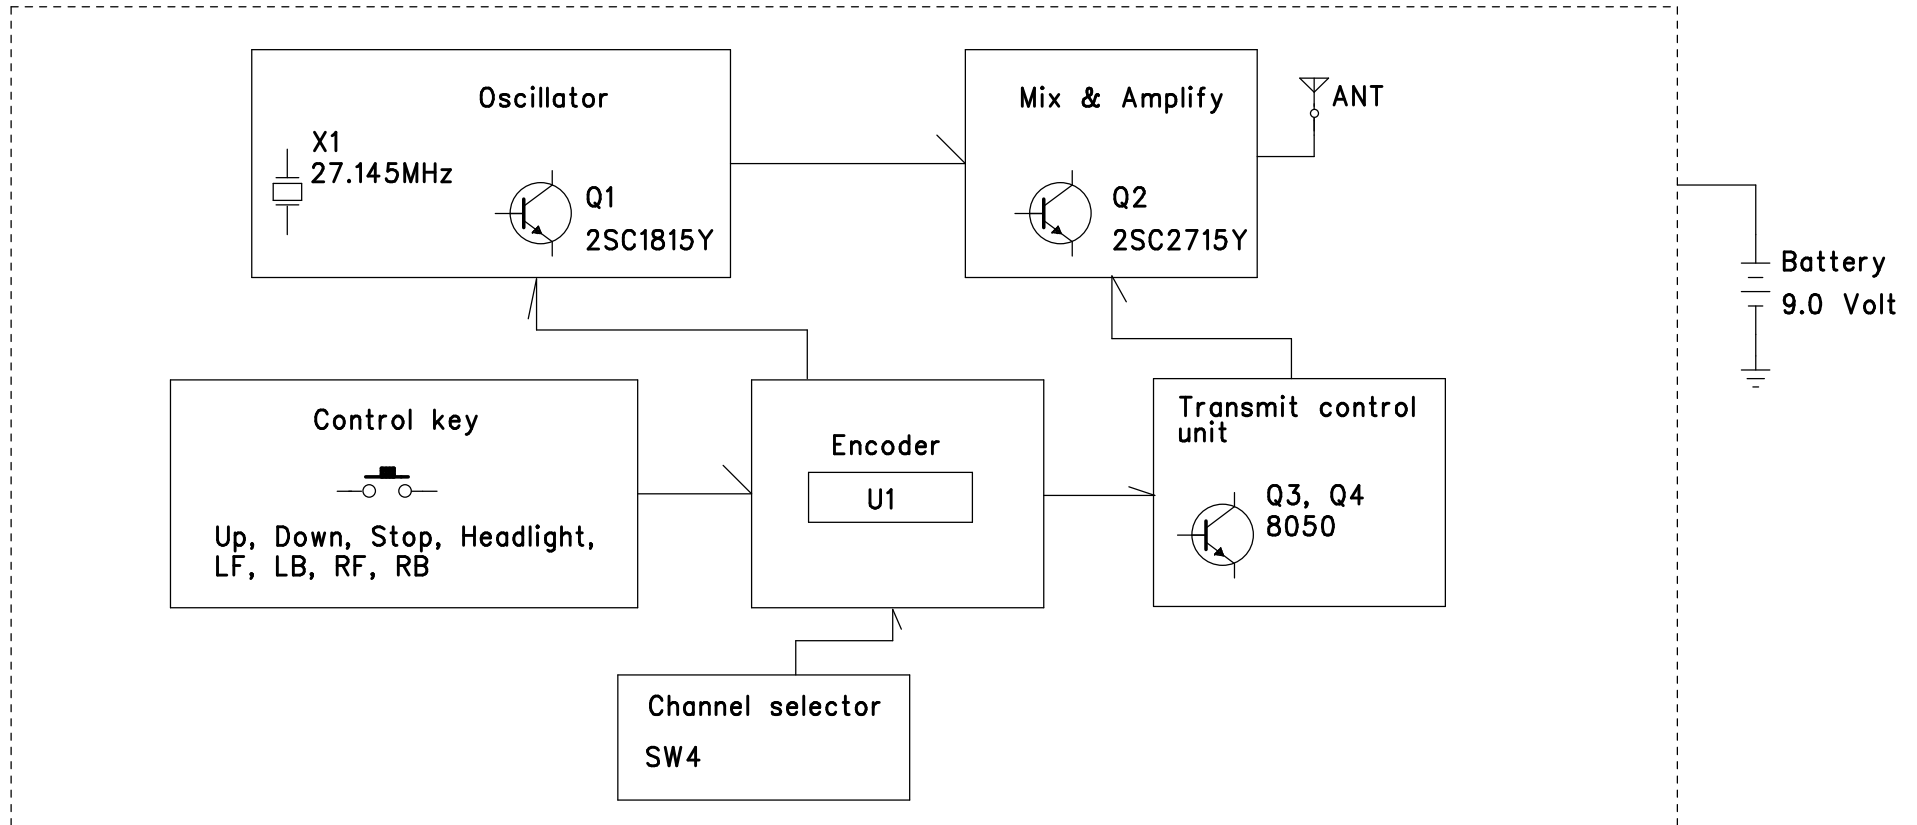 Oscillator
X1
27.145MHz
Q1
2SC1815Y
Mix & Amplify
Q2
2SC2715Y
ANT
Battery
9.0 Volt
Control key
Up, Down, Stop, Headlight,
LF, LB, RF, RB
Encoder
U1
Transmit control
unit
Q3, Q4
8050
Channel selector
SW4